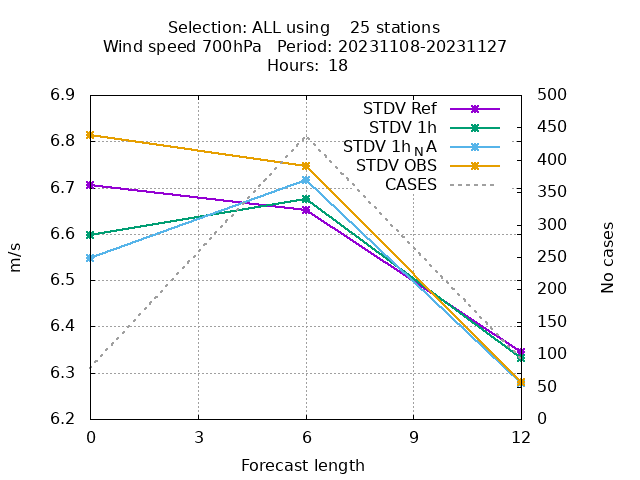 Selection: ALL using    25 stations
Wind speed 700hPa   Period: 20231108-20231127
Hours:  18
6.9
6.8
6.7
6.6
6.5
6.4
6.3
6.2
m/s
STDV Ref
STDV 1h
STDV 1hNA
STDV OBS
CASES
500
450
400
350
300
250
200
150
100
50
0
No cases
0 3 6 9 12
Forecast length